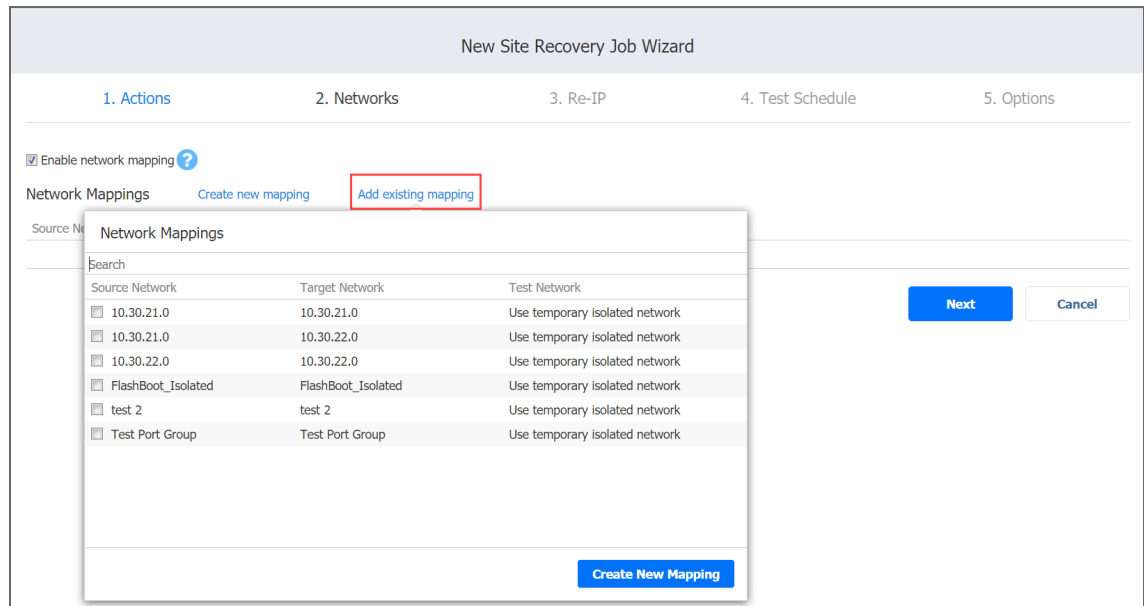 New Site Recovery Job Wizard
1. Actions 2. Networks 3. Re-IP 4. Test Schedule 5. Options
Enable network mapping ?
Network Mappings Create new mapping Add existing mapping
Source Ne
Network Mappings
Search
Source Network Target Network Test Network
10.30.21.0 10.30.21.0 Use temporary isolated network
10.30.21.0 10.30.22.0 Use temporary isolated network
10.30.22.0 10.30.22.0 Use temporary isolated network
FlashBoot_Isolated FlashBoot_Isolated Use temporary isolated network
test 2 test 2 Use temporary isolated network
Test Port Group Test Port Group Use temporary isolated network
Create New Mapping
Next Cancel